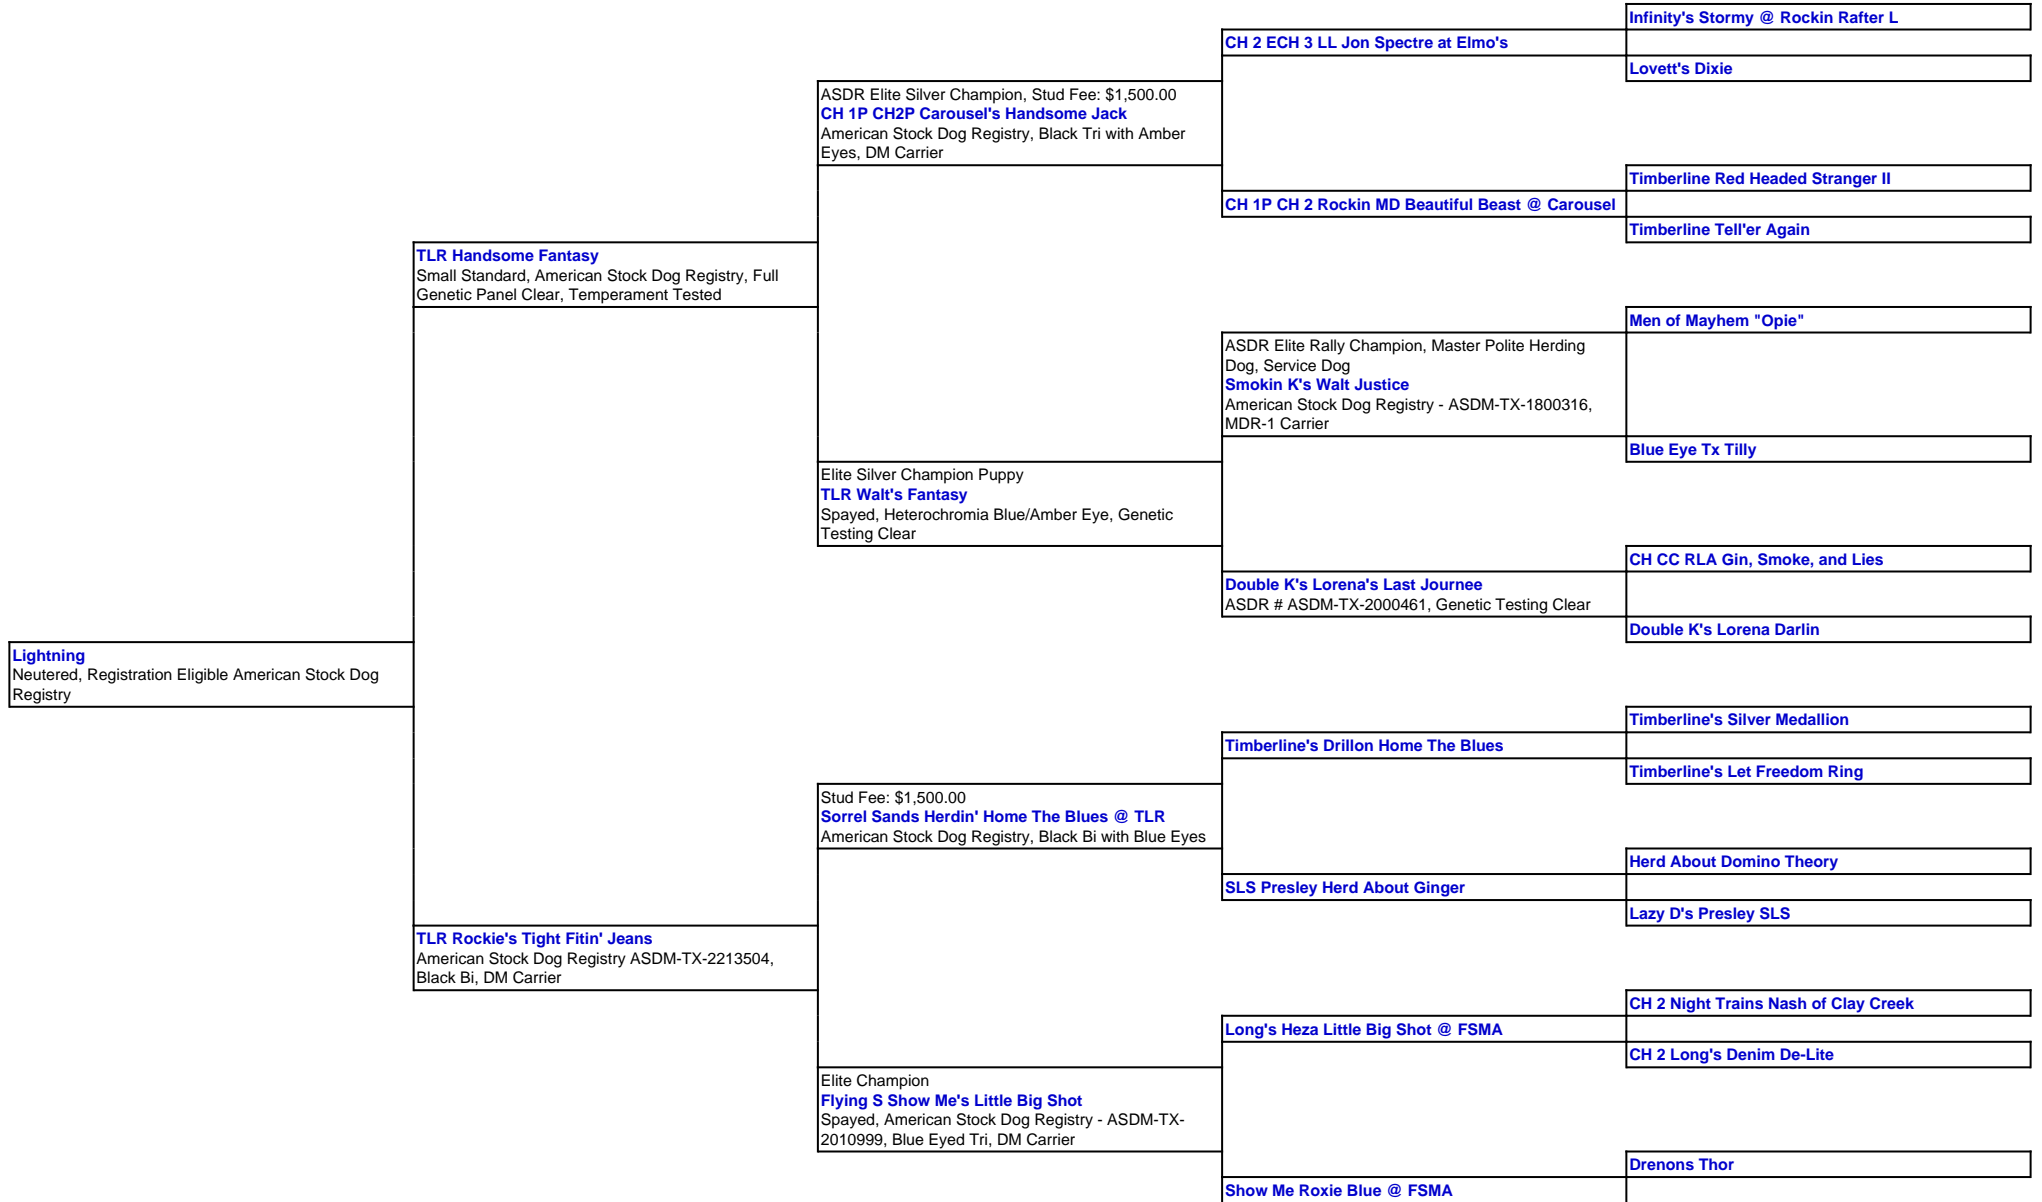 Infinity's Stormy @ Rockin Rafter L
CH 2 ECH 3 LL Jon Spectre at Elmo's
Lovett's Dixie
ASDR Elite Silver Champion, Stud Fee: $1,500.00
CH 1P CH2P Carousel's Handsome Jack
American Stock Dog Registry, Black Tri with Amber
Eyes, DM Carrier
Timberline Red Headed Stranger II
CH 1P CH 2 Rockin MD Beautiful Beast @ Carousel
Timberline Tell'er Again
TLR Handsome Fantasy
Small Standard, American Stock Dog Registry, Full
Genetic Panel Clear, Temperament Tested
Men of Mayhem "Opie"
ASDR Elite Rally Champion, Master Polite Herding
Dog, Service Dog
Smokin K's Walt Justice
American Stock Dog Registry - ASDM-TX-1800316,
MDR-1 Carrier
Blue Eye Tx Tilly
Elite Silver Champion Puppy
TLR Walt's Fantasy
Spayed, Heterochromia Blue/Amber Eye, Genetic
Testing Clear
CH CC RLA Gin, Smoke, and Lies
Double K's Lorena's Last Journee
ASDR # ASDM-TX-2000461, Genetic Testing Clear
Double K's Lorena Darlin
Lightning
Neutered, Registration Eligible American Stock Dog
Registry
Timberline's Silver Medallion
Timberline's Drillon Home The Blues
Timberline's Let Freedom Ring
Stud Fee: $1,500.00
Sorrel Sands Herdin' Home The Blues @ TLR
American Stock Dog Registry, Black Bi with Blue Eyes
Herd About Domino Theory
SLS Presley Herd About Ginger
Lazy D's Presley SLS
TLR Rockie's Tight Fitin' Jeans
American Stock Dog Registry ASDM-TX-2213504,
Black Bi, DM Carrier
CH 2 Night Trains Nash of Clay Creek
Long's Heza Little Big Shot @ FSMA
CH 2 Long's Denim De-Lite
Elite Champion
Flying S Show Me's Little Big Shot
Spayed, American Stock Dog Registry - ASDM-TX-
2010999, Blue Eyed Tri, DM Carrier
Drenons Thor
Show Me Roxie Blue @ FSMA